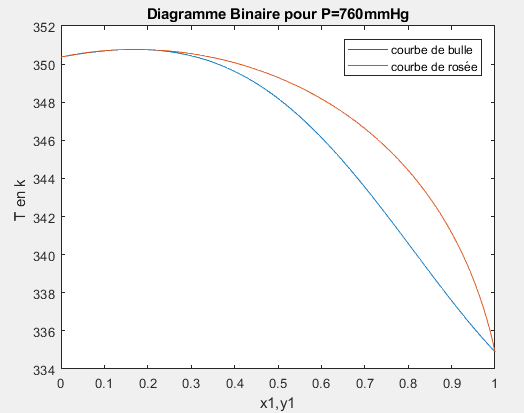 Diagramme Binaire pour P=760mmHg
352
350
348
346
344
342
340
338
336
334
T en k
courbe de bulle
courbe de rosée
0 0.1 0.2 0.3 0.4 0.5 0.6 0.7 0.8 0.9 1
x1,y1